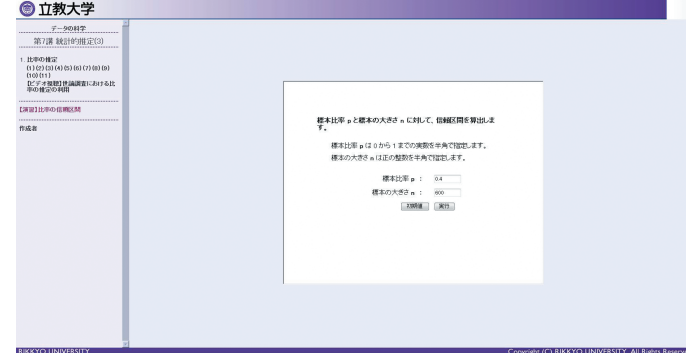 立教大学
データの科学
第7講 統計的推定(3)
1. 比率の推定
(1) (2) (3) (4) (5) (6) (7) (8) (9)
(10) (11)
【ビデオ視聴】世論調査における比
率の推定の利用
【演習】比率の信頼区間
作成者
標本比率 p と標本の大きさ n に対して、信頼区間を算出しま
す。
標本比率 p は 0 から 1 までの実数を半角で指定します。
標本の大きさ n は正の整数を半角で指定します。
標本比率 p : 0.4
標本の大きさ n : 600
初期値 実行
RIKKYO UNIVERSITY
Copyright (C) RIKKYO UNIVERSITY. All Rights Reserve